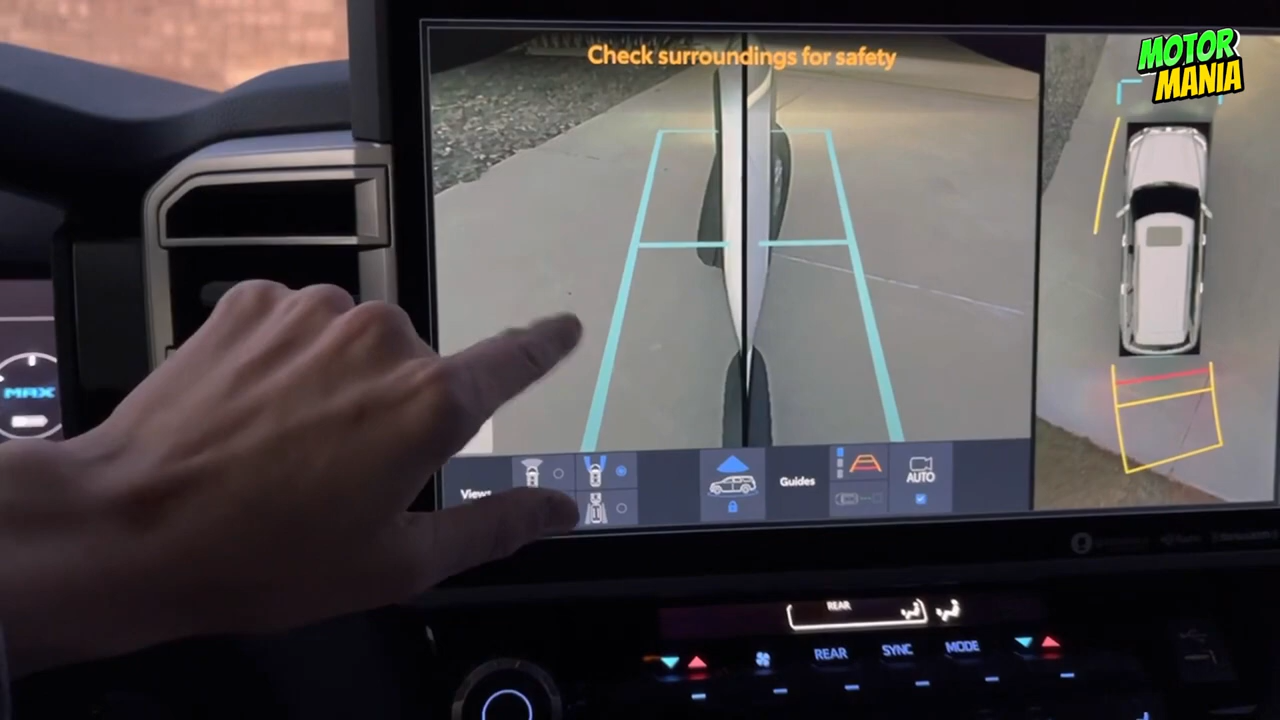 Check surroundings for safety
MOTOR
MANIA
MAX
Views
Guides
AUTO
REAR
REAR
SYNC
MODE